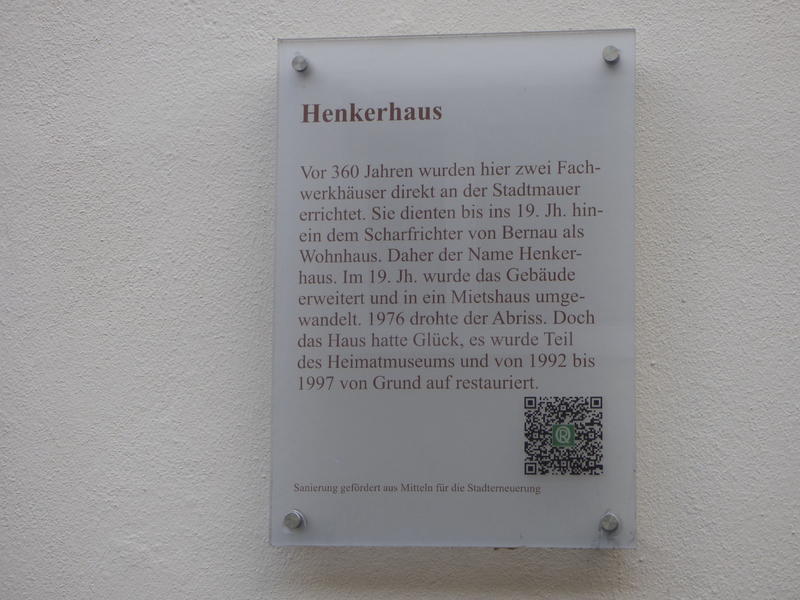 Henkerhaus
Vor 360 Jahren wurden hier zwei Fach-
werkhäuser direkt an der Stadtmauer
errichtet. Sie dienten bis ins 19. Jh. hin-
ein dem Scharfrichter von Bernau als
Wohnhaus. Daher der Name Henker-
haus. Im 19. Jh. wurde das Gebäude
erweitert und in ein Mietshaus umge-
wandelt. 1976 drohte der Abriss. Doch
das Haus hatte Glück, es wurde Teil
des Heimatmuseums und von 1992 bis
1997 von Grund auf restauriert.
Sanierung gefördert aus Mitteln für die Stadterneuerung